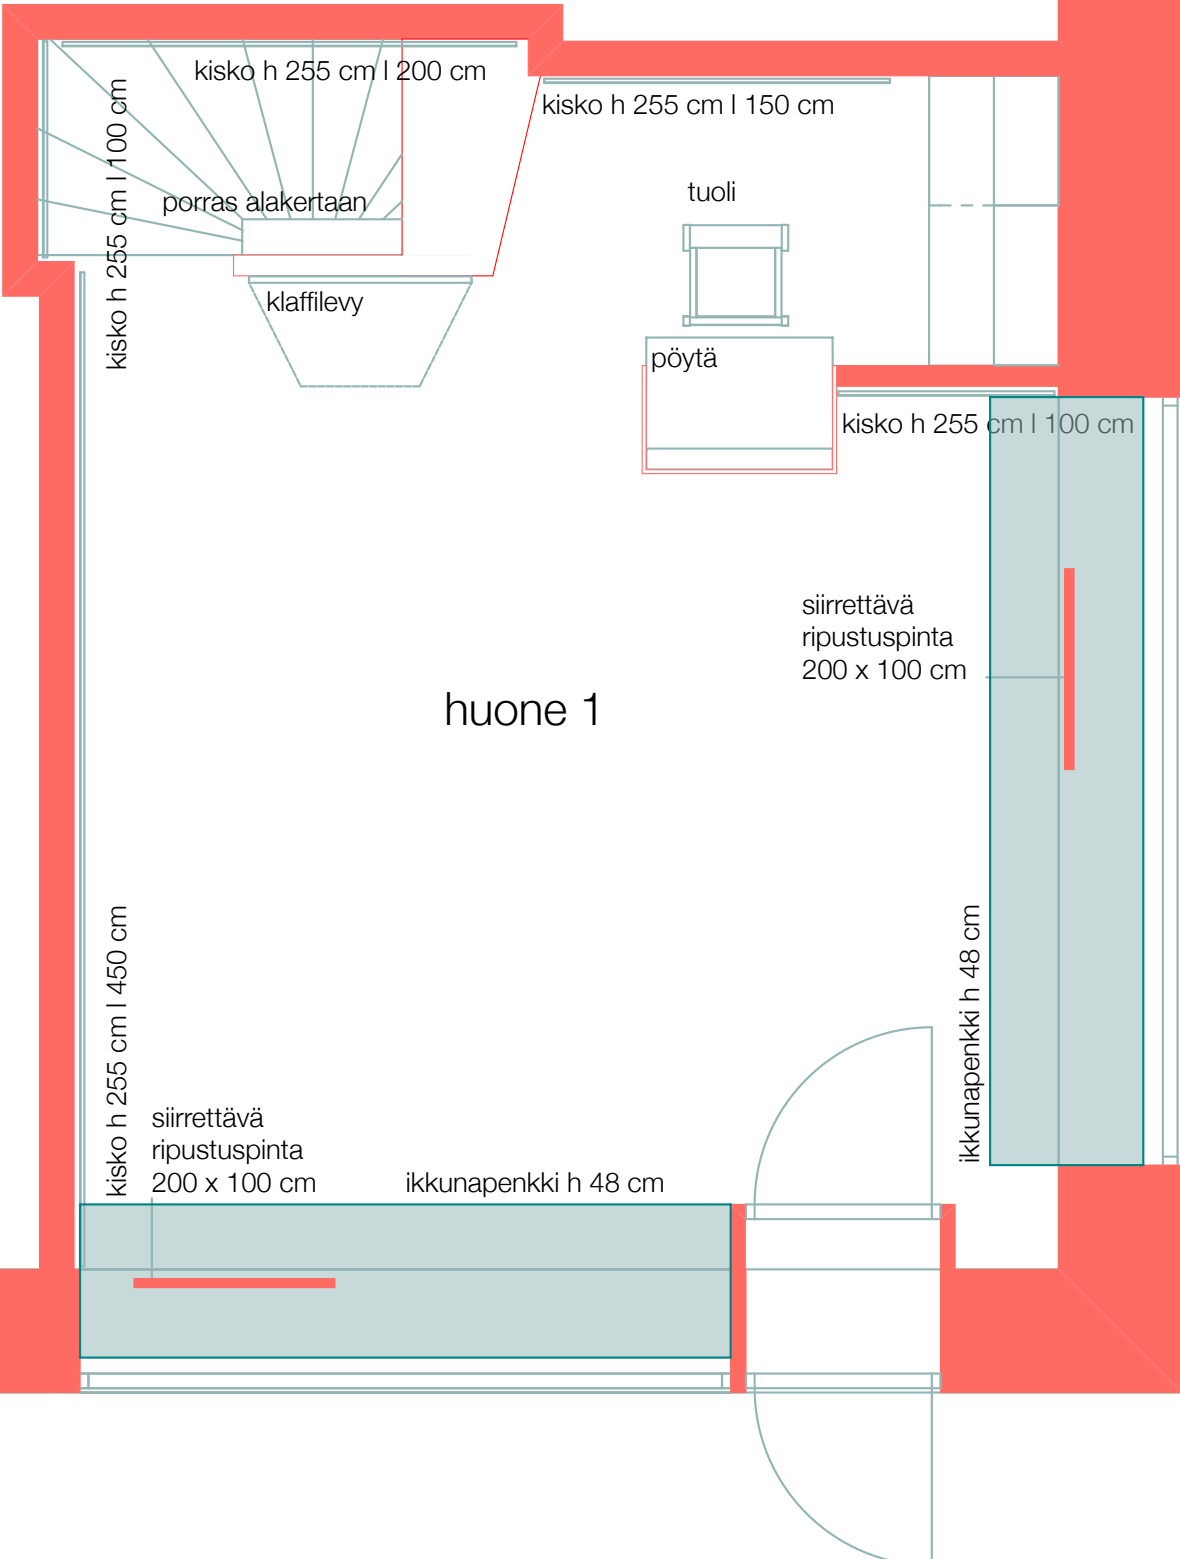 kisko h 255 cm l 200 cm
kisko h 255 cm l 150 cm
kisko h 255 cm l 100 cm
porras alakertaan
tuoli
klaffilevy
pöytä
kisko h 255 cm l 100 cm
siirrettävä
ripustuspinta
200 x 100 cm
huone 1
kisko h 255 cm l 450 cm
ikkunapenkki h 48 cm
siirrettävä
ripustuspinta
200 x 100 cm
ikkunapenkki h 48 cm